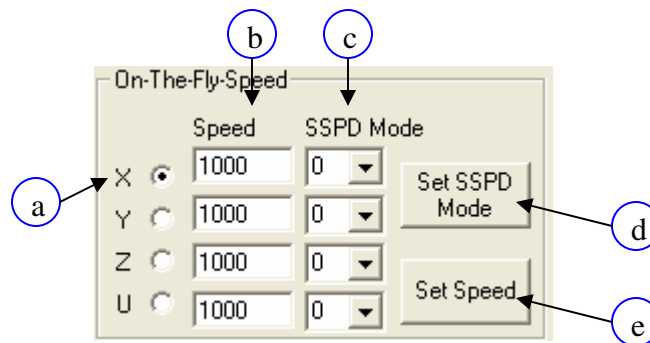 b c
On-The-Fly-Speed
Speed SSPD Mode
X 1000 0 Set SSPD Mode
a
Y 1000 0
d
Z 1000 0 Set Speed
U 1000 0
e